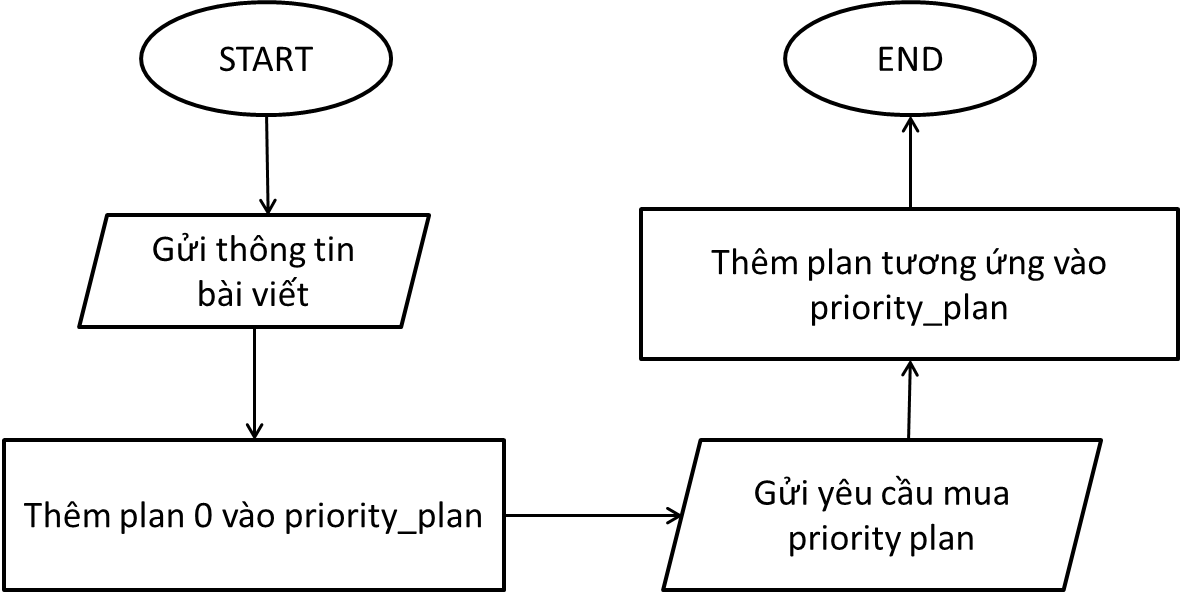 START
Gửi thông tin
bài viết
Thêm plan 0 vào priority_plan
Gửi yêu cầu mua
priority plan
Thêm plan tương ứng vào
priority_plan
END